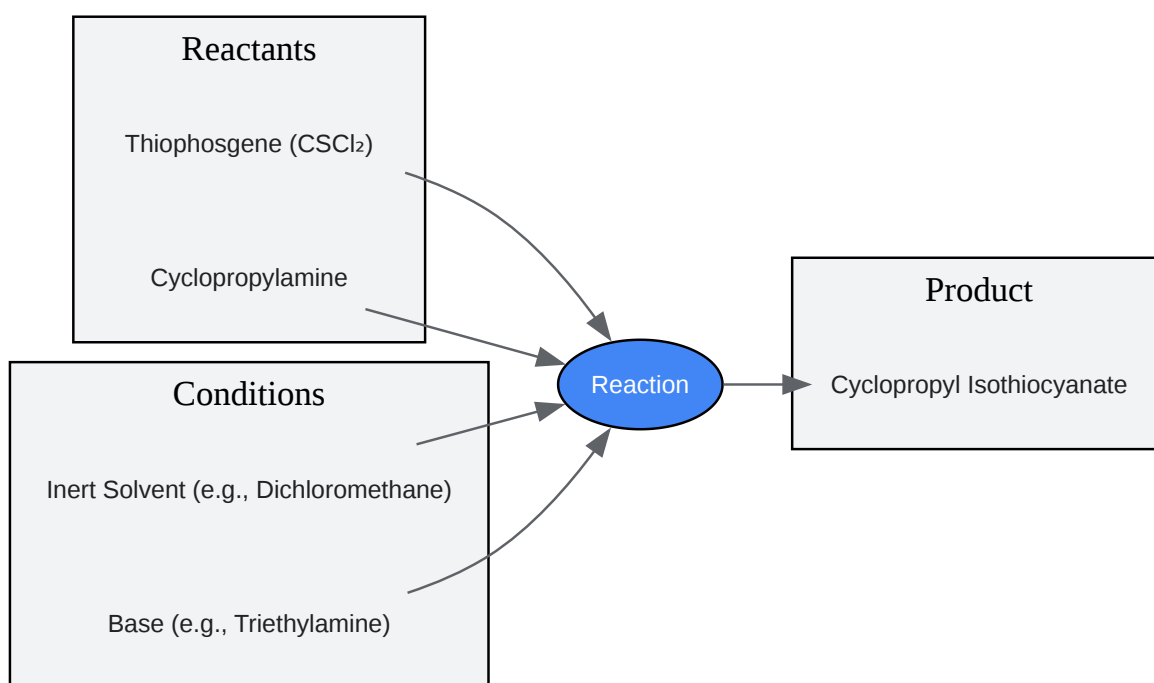 Reactants
Thiophosgene (CSCl₂)
Cyclopropylamine
Conditions
Inert Solvent (e.g., Dichloromethane)
Base (e.g., Triethylamine)
Reaction
Product
Cyclopropyl Isothiocyanate